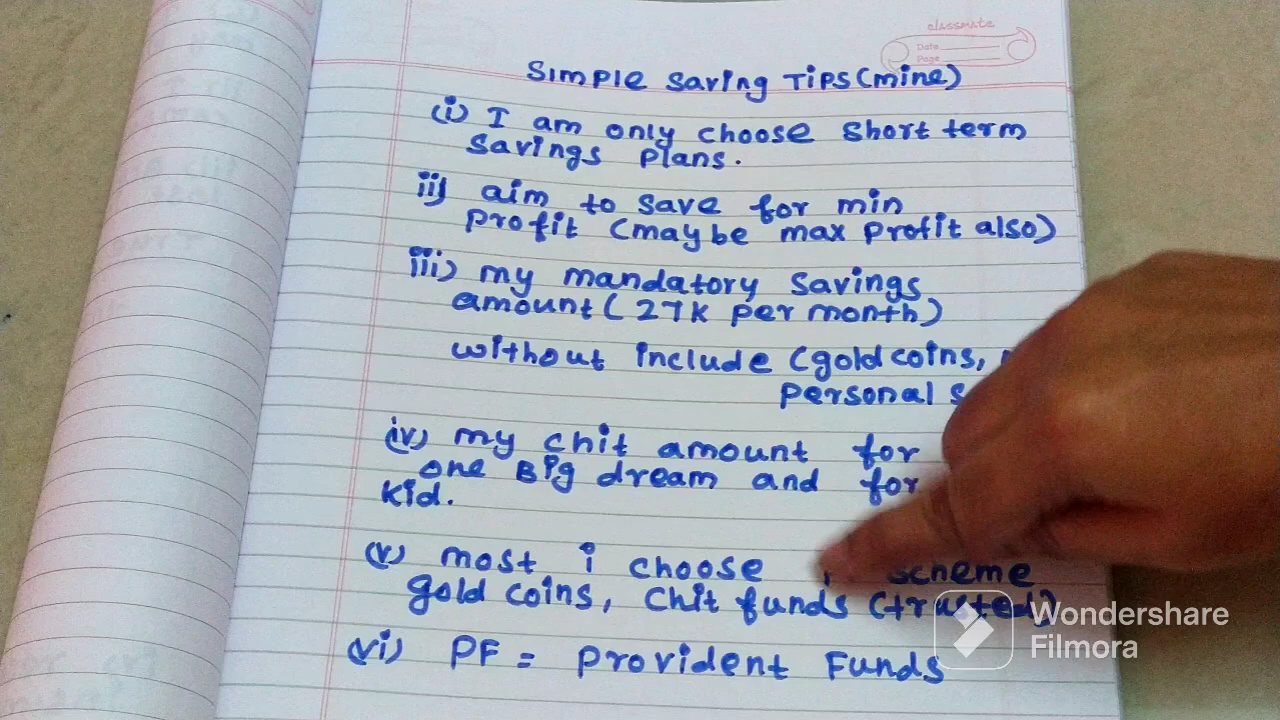 classmate
Date
Page
Simple Saving Tips (mine)
(i) I am only choose short term
savings plans.
ii) aim to save for min
profit (maybe max profit also)
iii) my mandatory savings
amount (27K per month)
without include (gold coins,
personal
(iv) my chit amount for
one Big dream and for
kid.
(v) most i choose scheme
gold coins, chit funds (trusted)
(vi) PF = Provident Funds
Wondershare
Filmora